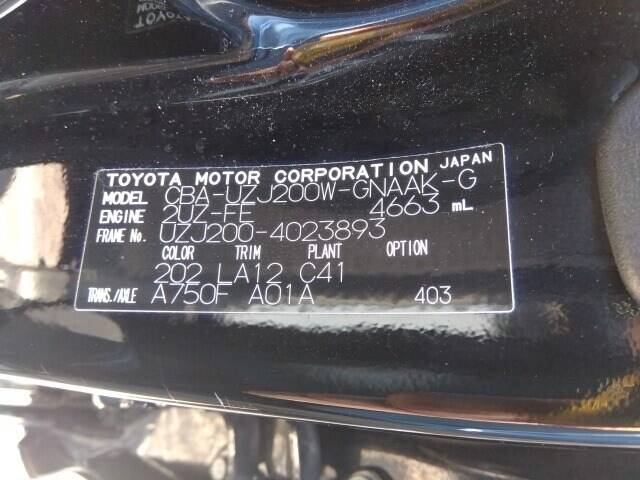 TOYOTA MOTOR CORPORATION JAPAN
MODEL CBA-UZJ200W-GNAAK-G
ENGINE 2UZ-FE 4663 mL
FRAME No. UZJ200-4023893
COLOR TRIM PLANT OPTION
202 LA12 C41
TRANS./AXLE A750F A01A 403